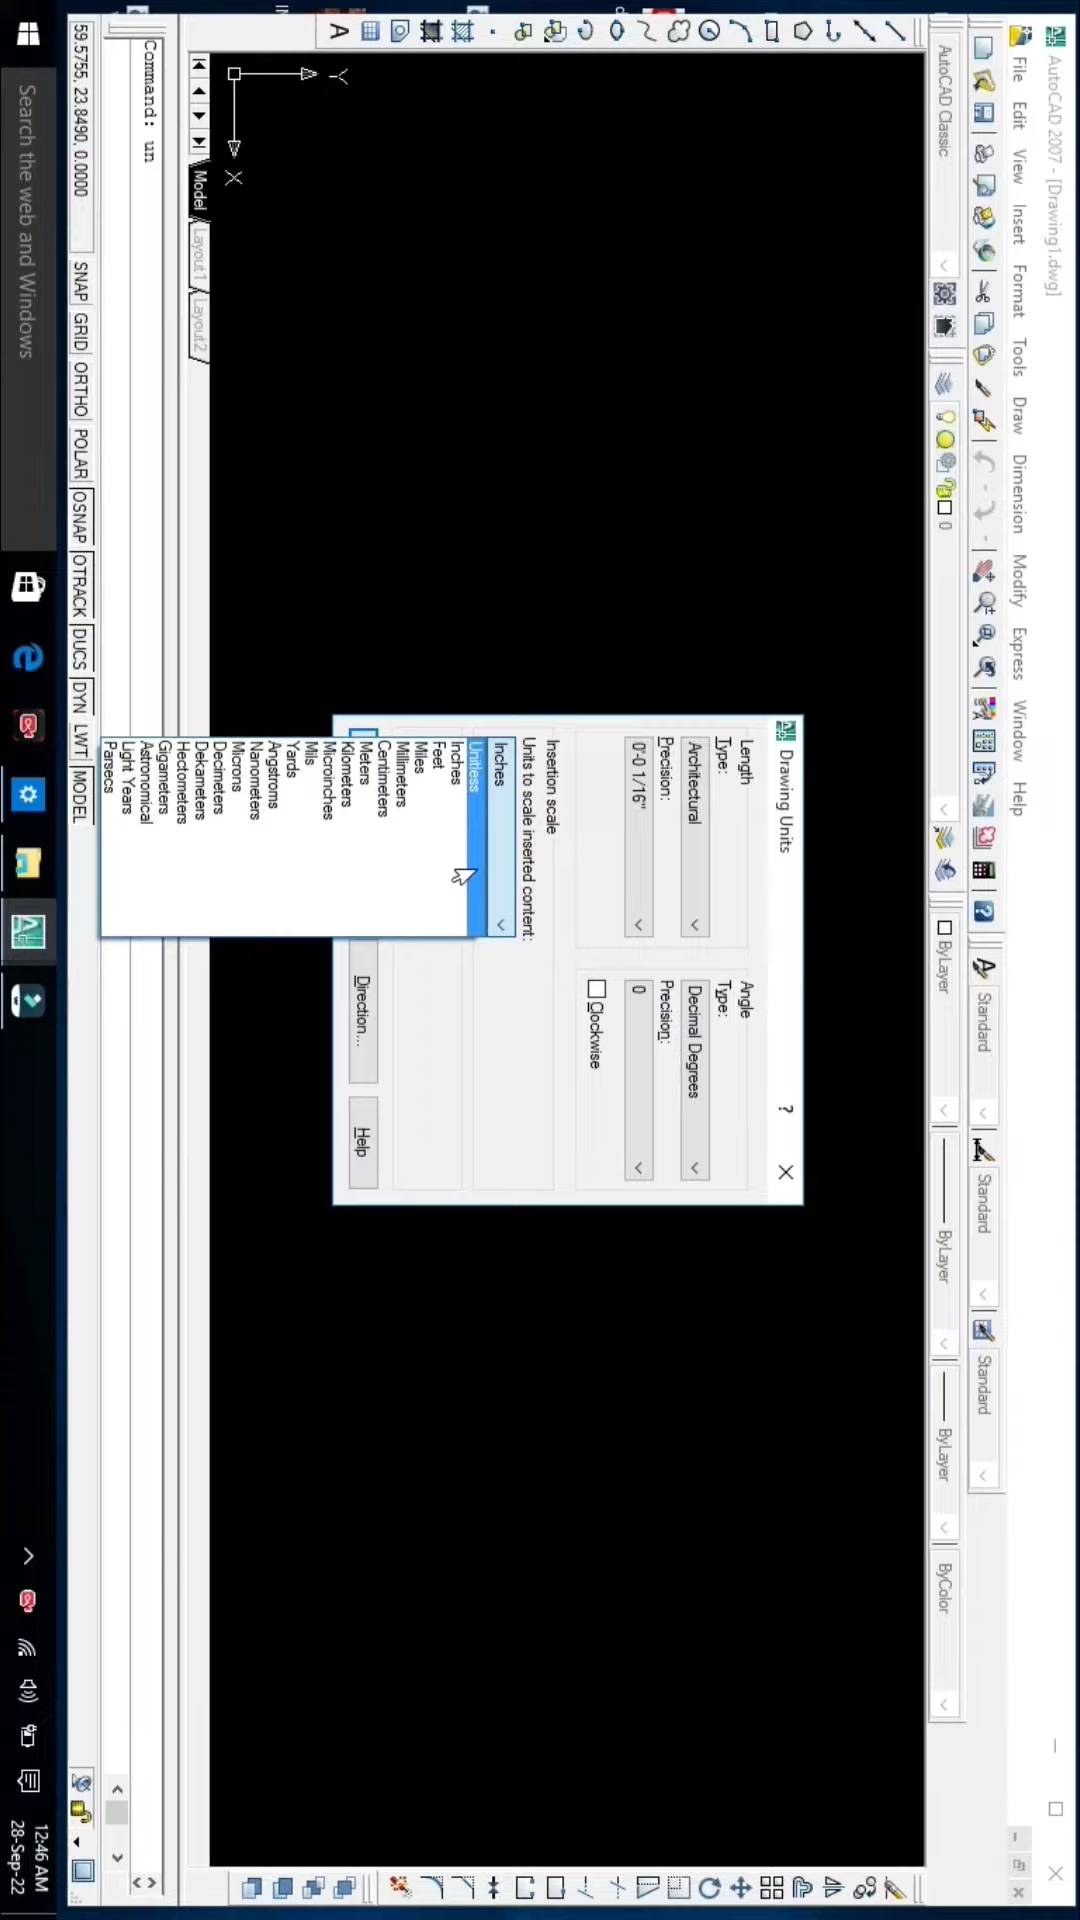 AutoCAD 2007 - [Drawing1.dwg]
File Edit View Insert Format Tools Draw Dimension Modify Express Window Help
Standard
Standard
Standard
AutoCAD Classic
0
ByLayer
ByLayer
ByLayer
ByColor
Drawing Units
?
Length
Type:
Architectural
Precision:
0'-0 1/16"
Angle
Type:
Decimal Degrees
Precision:
0
Clockwise
Insertion scale
Units to scale inserted content:
Inches
Unitless
Inches
Feet
Miles
Millimeters
Centimeters
Meters
Kilometers
Microinches
Mils
Yards
Angstroms
Nanometers
Microns
Decimeters
Dekameters
Hectometers
Gigameters
Astronomical
Light Years
Parsecs
Direction...
Help
Y
X
Model Layout1 Layout2
Command: un
59.5755, 23.8490, 0.0000 SNAP GRID ORTHO POLAR OSNAP OTRACK DUCS DYN LWT MODEL
Search the web and Windows
12:46 AM
28-Sep-22